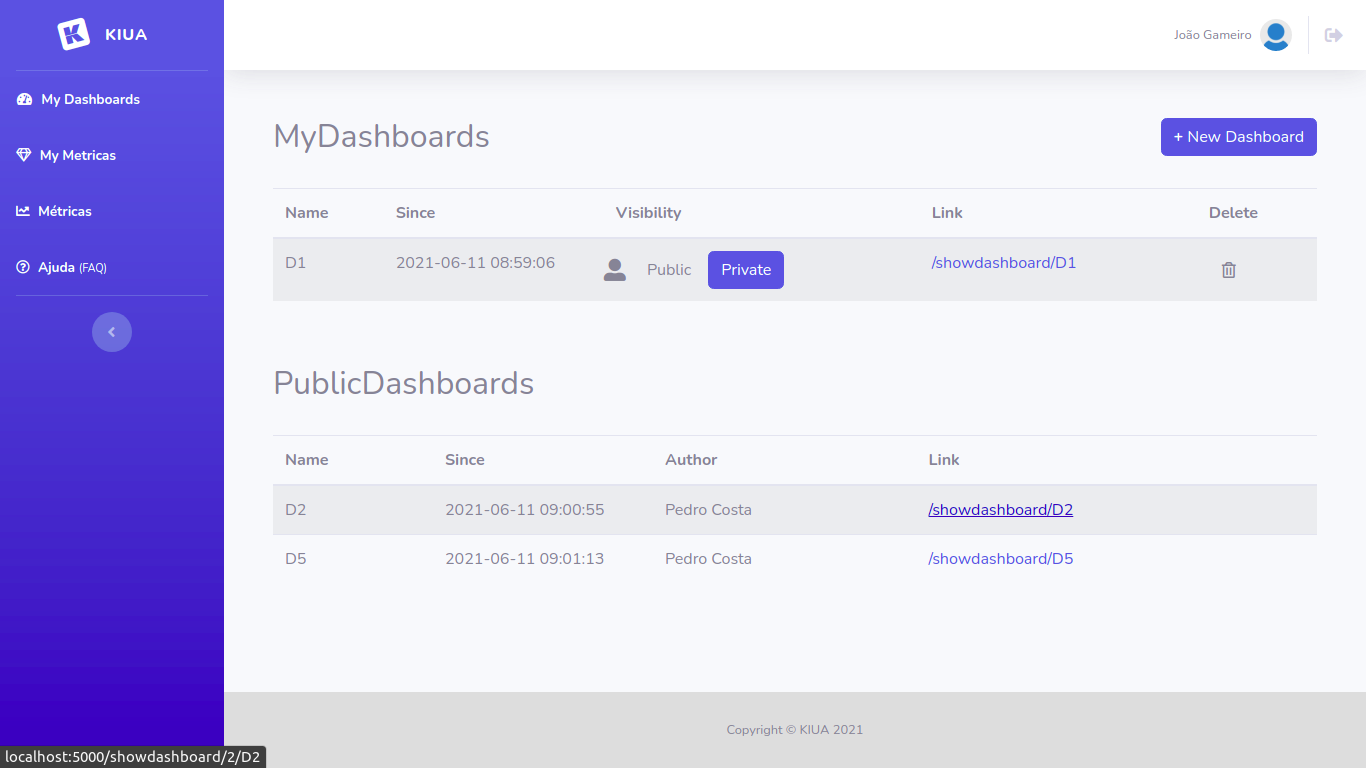 KIUA
João Gameiro
My Dashboards
My Metricas
Métricas
Ajuda (FAQ)
MyDashboards
+ New Dashboard
Name Since Visibility Link Delete
D1 2021-06-11 08:59:06 Public Private /showdashboard/D1
PublicDashboards
Name Since Author Link
D2 2021-06-11 09:00:55 Pedro Costa /showdashboard/D2
D5 2021-06-11 09:01:13 Pedro Costa /showdashboard/D5
Copyright © KIUA 2021
localhost:5000/showdashboard/2/D2